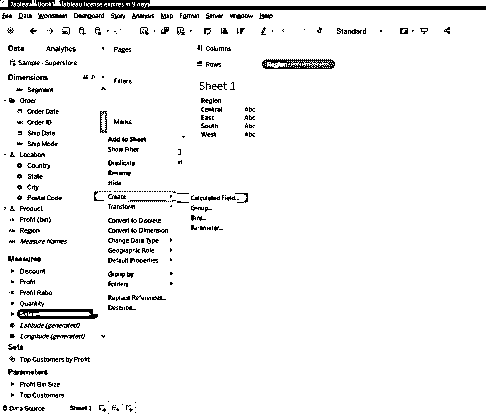 Tableau - Book1 - Tableau license expires in 9 days
File Data Worksheet Dashboard Story Analysis Map Format Server Window Help
Standard
Data Analytics
Pages
Columns
Sample - Superstore
Rows
Dimensions
Filters
Sheet 1
Segment
Order
Region
Order Date
Marks
Central Abc
Order ID
East Abc
Ship Date
South Abc
Ship Mode
West Abc
Location
Country
State
City
Postal Code
Product
Profit (bin)
Region
Measure Names
Measures
Discount
Profit
Profit Ratio
Quantity
Sales
Latitude (generated)
Longitude (generated)
Sets
Top Customers by Profit
Parameters
Profit Bin Size
Top Customers
Data Source Sheet 1
Add to Sheet
Show Filter
Duplicate
Rename
Hide
Create
Transform
Convert to Discrete
Convert to Dimension
Change Data Type
Geographic Role
Default Properties
Group by
Folders
Replace References...
Describe...
Calculated Field...
Group...
Bins...
Parameter...